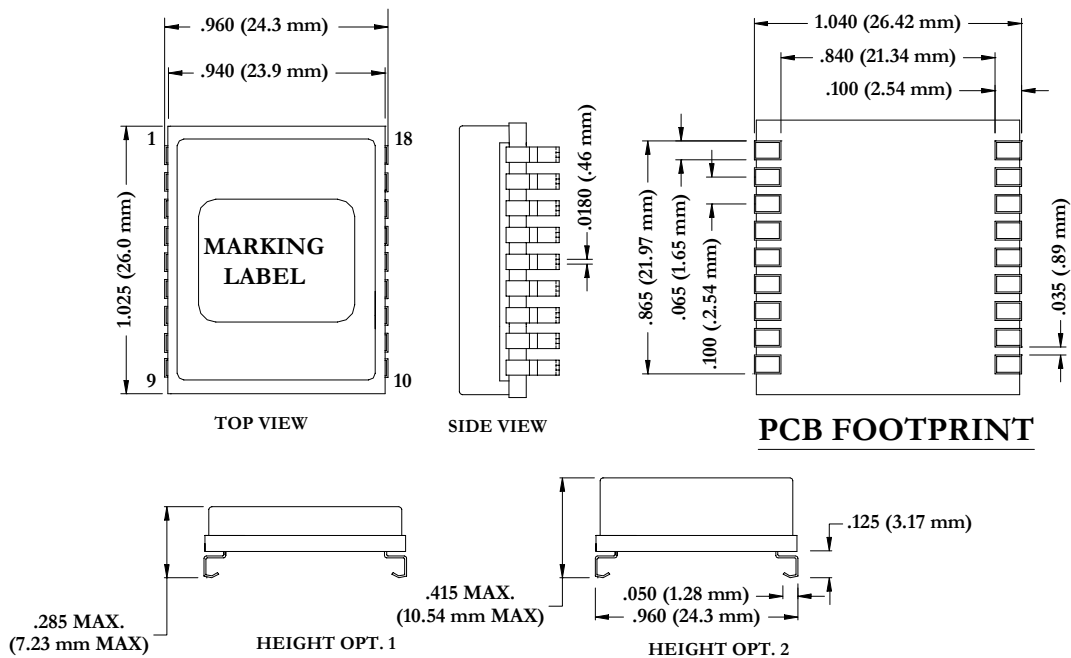 .960 (24.3 mm)
.940 (23.9 mm)
1
18
1.025 (26.0 mm)
MARKING
LABEL
9
10
TOP VIEW
.0180 (.46 mm)
SIDE VIEW
1.040 (26.42 mm)
.840 (21.34 mm)
.100 (2.54 mm)
.865 (21.97 mm)
.065 (1.65 mm)
.100 (.2.54 mm)
.035 (.89 mm)
PCB FOOTPRINT
.285 MAX.
(7.23 mm MAX)
HEIGHT OPT. 1
.415 MAX.
(10.54 mm MAX)
.125 (3.17 mm)
.050 (1.28 mm)
.960 (24.3 mm)
HEIGHT OPT. 2